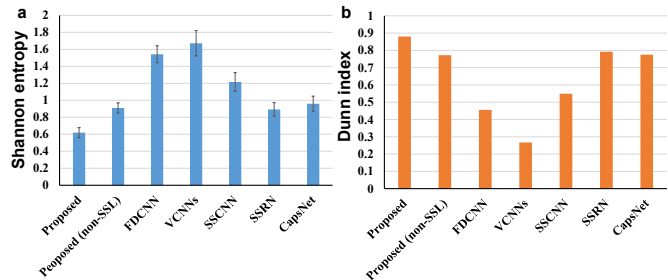 a
Shannon entropy
2
1.8
1.6
1.4
1.2
1
0.8
0.6
0.4
0.2
0
Proposed
Peoposed (non-SSL)
FDCNN
VCNNs
SSCNN
SSRN
CapsNet
b
Dunn index
1
0.9
0.8
0.7
0.6
0.5
0.4
0.3
0.2
0.1
0
Proposed
Proposed (non-SSL)
FDCNN
VCNNs
SSCNN
SSRN
CapsNet